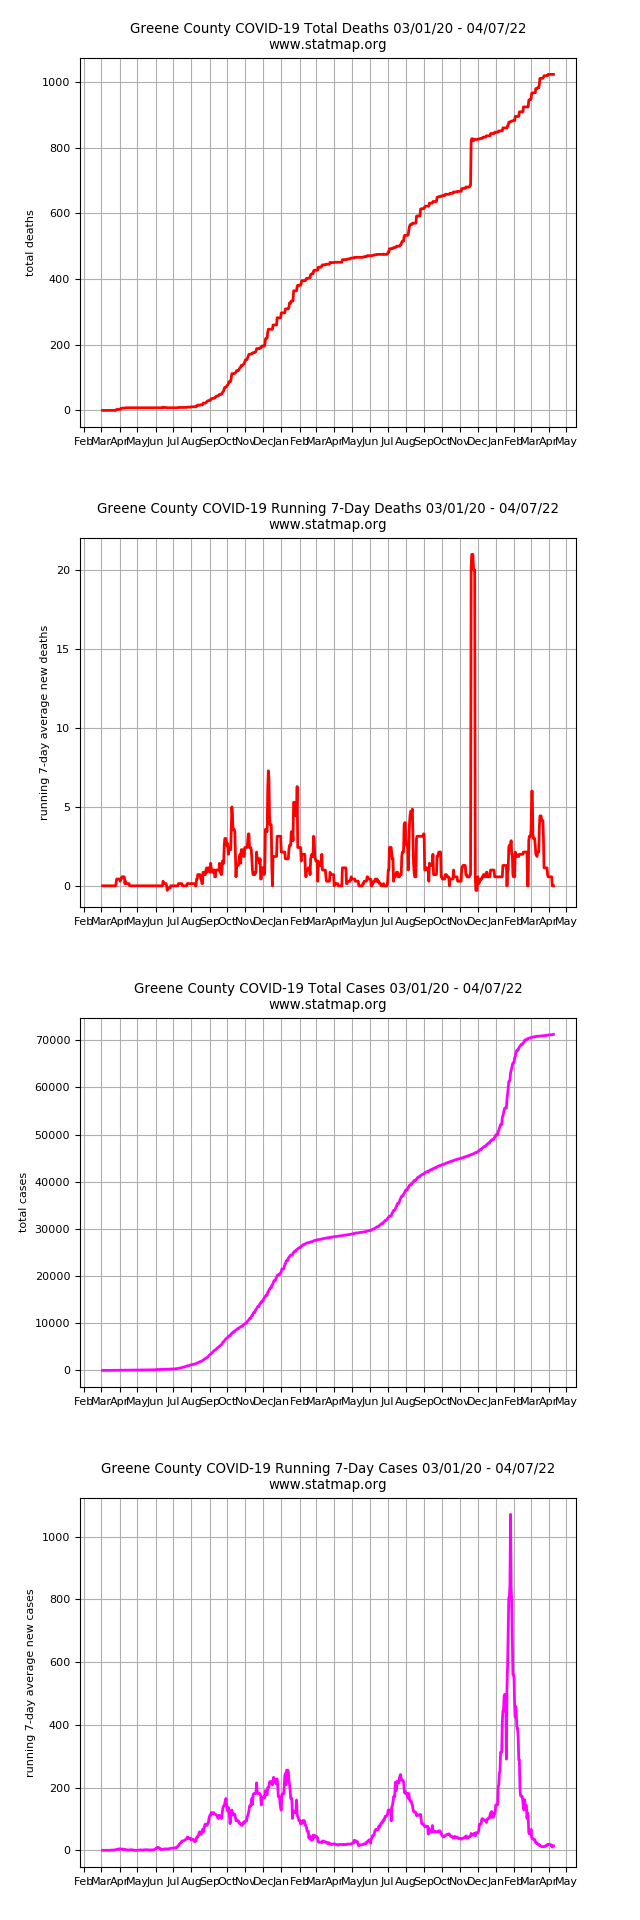 Greene County COVID-19 Total Deaths 03/01/20 - 04/07/22
www.statmap.org
total deaths
1000
800
600
400
200
0
Feb Mar Apr May Jun Jul Aug Sep Oct Nov Dec Jan Feb Mar Apr May Jun Jul Aug Sep Oct Nov Dec Jan Feb Mar Apr May
Greene County COVID-19 Running 7-Day Deaths 03/01/20 - 04/07/22
www.statmap.org
running 7-day average new deaths
20
15
10
5
0
Feb Mar Apr May Jun Jul Aug Sep Oct Nov Dec Jan Feb Mar Apr May Jun Jul Aug Sep Oct Nov Dec Jan Feb Mar Apr May
Greene County COVID-19 Total Cases 03/01/20 - 04/07/22
www.statmap.org
total cases
70000
60000
50000
40000
30000
20000
10000
0
Feb Mar Apr May Jun Jul Aug Sep Oct Nov Dec Jan Feb Mar Apr May Jun Jul Aug Sep Oct Nov Dec Jan Feb Mar Apr May
Greene County COVID-19 Running 7-Day Cases 03/01/20 - 04/07/22
www.statmap.org
running 7-day average new cases
1000
800
600
400
200
0
Feb Mar Apr May Jun Jul Aug Sep Oct Nov Dec Jan Feb Mar Apr May Jun Jul Aug Sep Oct Nov Dec Jan Feb Mar Apr May